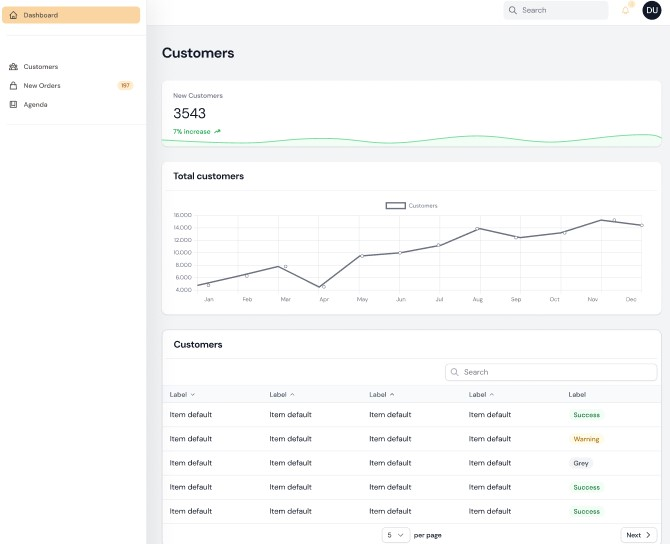 Dashboard
Customers
New Orders 197
Agenda
Search
DU
Customers
New Customers
3543
7% increase
Total customers
Customers
16.000
14.000
12.000
10.000
8.000
6.000
4.000
Jan Feb Mar Apr May Jun Jul Aug Sep Oct Nov Dec
Customers
Search
Label Label Label Label Label
Item default Item default Item default Item default Success
Item default Item default Item default Item default Warning
Item default Item default Item default Item default Grey
Item default Item default Item default Item default Success
Item default Item default Item default Item default Success
5 per page Next